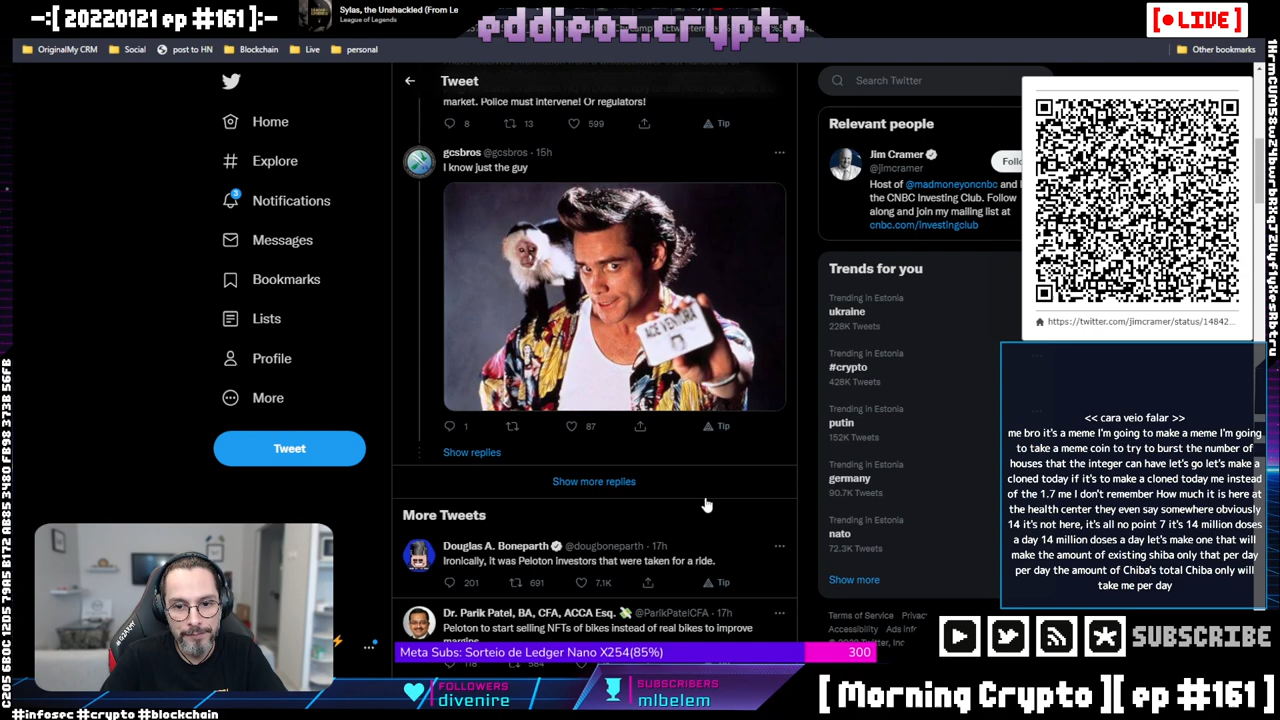 -:[ 20220121 ep #161 ]:-
Sylas, the Unshackled (From Le
League of Legends
eddieoz.crypto
[● LIVE ]
OriginalMy CRM
Social
post to HN
Blockchain
Live
personal
Other bookmarks
Home
Explore
3
Notifications
Messages
Bookmarks
Lists
Profile
More
Tweet
Tweet
market. Police must intervene! Or regulators!
8
13
599
Tip
gcsbros @gcsbros · 15h
I know just the guy
ACE VENTURA
1
87
Tip
Show replies
Show more replies
More Tweets
Douglas A. Boneparth @dougboneparth · 17h
Ironically, it was Peloton investors that were taken for a ride.
201
691
7.1K
Tip
Dr. Parik Patel, BA, CFA, ACCA Esq. 💸 @ParikPatelCFA · 17h
Peloton to start selling NFTs of bikes instead of real bikes to improve
margins
Search Twitter
Relevant people
Jim Cramer
@jimcramer
Follo
Host of @madmoneyoncnbc and I
the CNBC Investing Club. Follow
along and join my mailing list at
cnbc.com/investingclub
Trends for you
Trending in Estonia
ukraine
228K Tweets
Trending in Estonia
#crypto
428K Tweets
Trending in Estonia
putin
152K Tweets
Trending in Estonia
germany
90.7K Tweets
Trending in Estonia
nato
72.3K Tweets
Show more
Terms of Service Privac
Accessibility Ads info
https://twitter.com/jimcramer/status/14842...
<< cara veio falar >>
me bro it's a meme I'm going to make a meme I'm going
to take a meme coin to try to burst the number of
houses that the integer can have let's go let's make a
cloned today if it's to make a cloned today me instead
of the 1.7 me I don't remember How much it is here at
the health center they even say somewhere obviously
14 it's not here, it's all no point 7 it's 14 million doses
a day 14 million doses a day let's make one that will
make the amount of existing shiba only that per day
per day the amount of Chiba's total Chiba only will
take me per day
Meta Subs: Sorteio de Ledger Nano X254(85%)
300
FOLLOWERS
divenire
SUBSCRIBERS
mlbelem
SUBSCRIBE
[ Morning Crypto ][ ep #161 ]
#infosec #crypto #blockchain